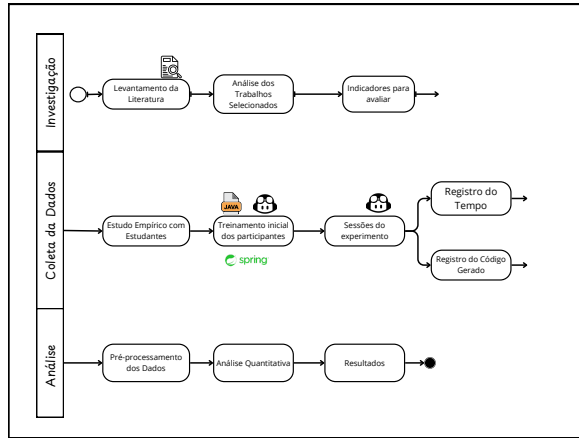 Investigação
Levantamento da
Literatura
Análise dos
Trabalhos
Selecionados
Indicadores para
avaliar
Coleta da Dados
Estudo Empírico com
Estudantes
JAVA
Treinamento inicial
dos participantes
spring
Sessões do
experimento
Registro do
Tempo
Registro do Código
Gerado
Análise
Pré-processamento
dos Dados
Análise Quantitativa
Resultados